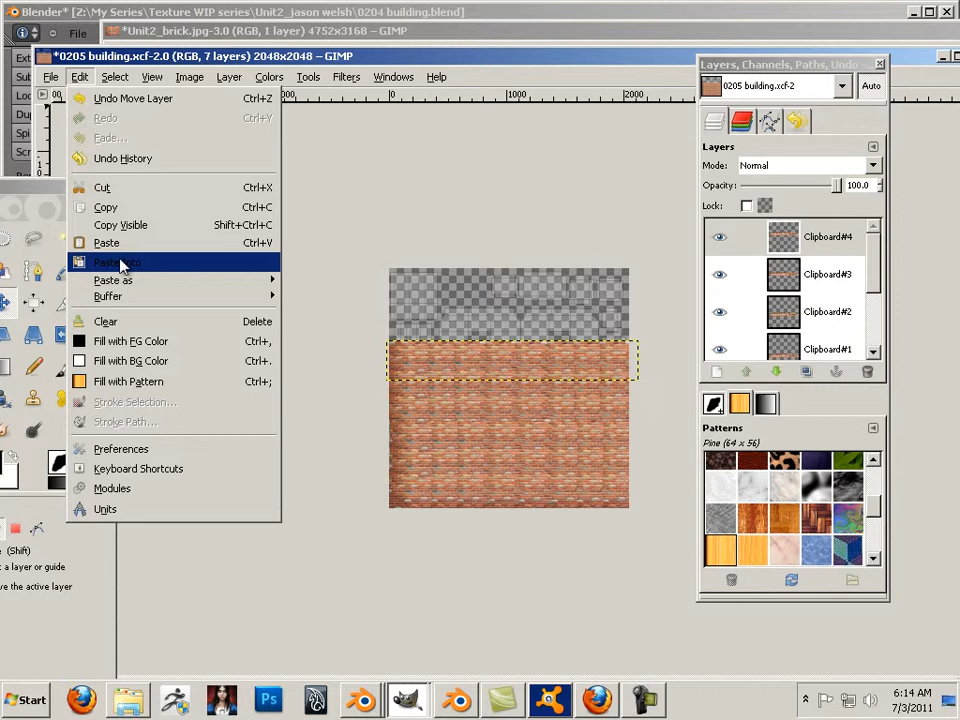 Blender* [Z:\My Series\Texture WIP series\Unit2_jason welsh\0204 building.blend]
File
*Unit2_brick.jpg-3.0 (RGB, 1 layer) 4752x3168 – GIMP
*0205 building.xcf-2.0 (RGB, 7 layers) 2048x2048 – GIMP
File Edit Select View Image Layer Colors Tools Filters Windows Help
0 1000 2000
Undo Move Layer Ctrl+Z
Redo Ctrl+Y
Fade...
Undo History
Cut Ctrl+X
Copy Ctrl+C
Copy Visible Shift+Ctrl+C
Paste Ctrl+V
Paste Into
Paste as
Buffer
Clear Delete
Fill with FG Color Ctrl+,
Fill with BG Color Ctrl+.
Fill with Pattern Ctrl+;
Stroke Selection...
Stroke Path...
Preferences
Keyboard Shortcuts
Modules
Units
(Shift)
t a layer or guide
ve the active layer
Layers, Channels, Paths, Undo
0205 building.xcf-2
Auto
Layers
Mode: Normal
Opacity: 100.0
Lock:
Clipboard#4
Clipboard#3
Clipboard#2
Clipboard#1
Patterns
Pine (64 x 56)
Start
Ps
6:14 AM
7/3/2011